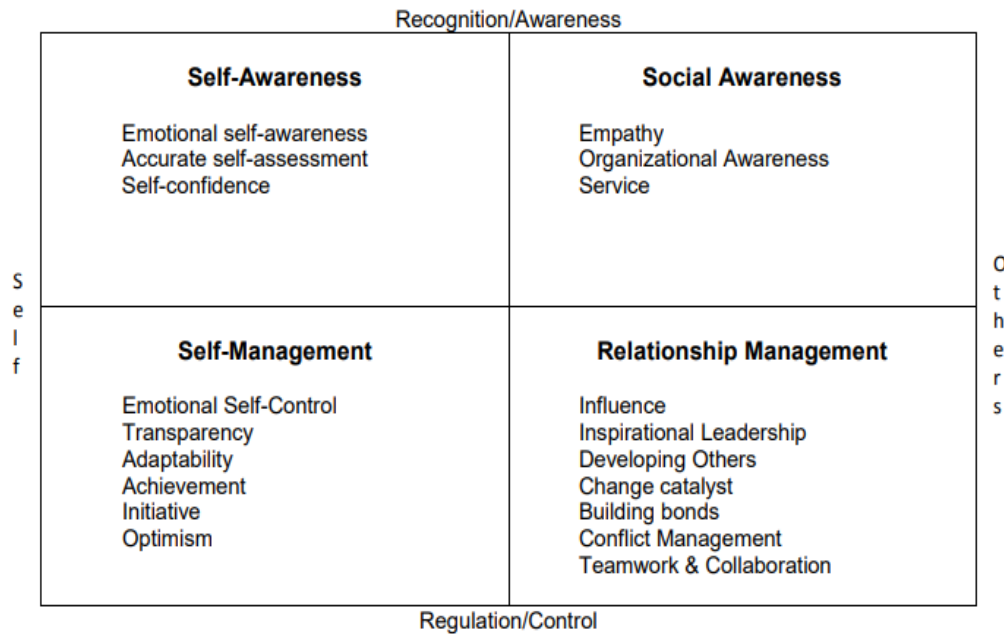 Recognition/Awareness
Self-Awareness
Emotional self-awareness
Accurate self-assessment
Self-confidence
Social Awareness
Empathy
Organizational Awareness
Service
Self
Others
Self-Management
Emotional Self-Control
Transparency
Adaptability
Achievement
Initiative
Optimism
Relationship Management
Influence
Inspirational Leadership
Developing Others
Change catalyst
Building bonds
Conflict Management
Teamwork & Collaboration
Regulation/Control